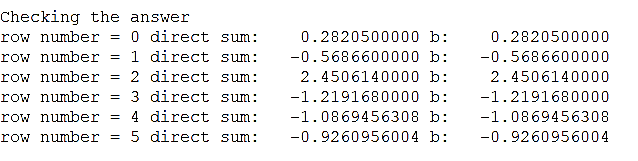 Checking the answer
row number = 0 direct sum:    0.2820500000 b:    0.2820500000
row number = 1 direct sum:   -0.5686600000 b:   -0.5686600000
row number = 2 direct sum:    2.4506140000 b:    2.4506140000
row number = 3 direct sum:   -1.2191680000 b:   -1.2191680000
row number = 4 direct sum:   -1.0869456308 b:   -1.0869456308
row number = 5 direct sum:   -0.9260956004 b:   -0.9260956004